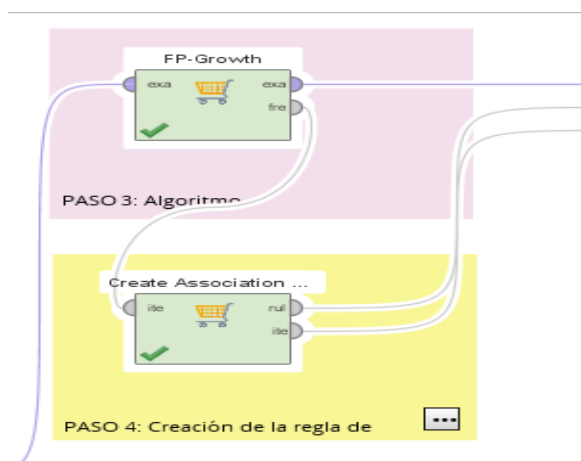 FP-Growth
exa exa
fre
PASO 3: Algoritmo
Create Association ...
ite rul
ite
PASO 4: Creación de la regla de